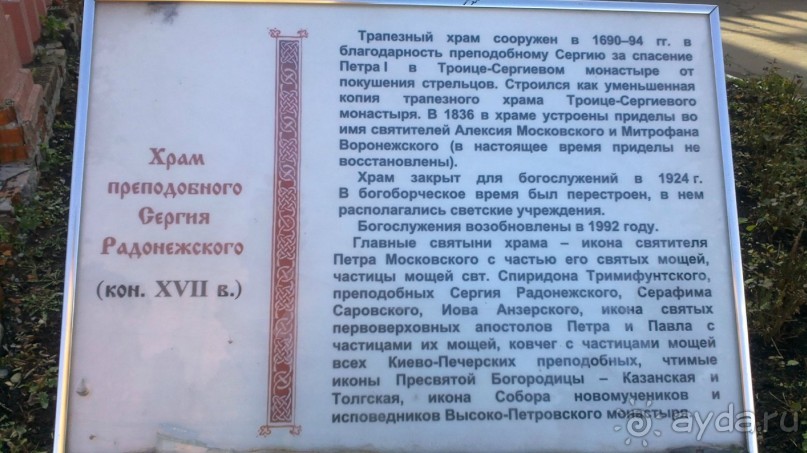 Храм
преподобного
Сергия
Радонежского
(кон. XVII в.)
Трапезный храм сооружен в 1690–94 гг. в
благодарность преподобному Сергию за спасение
Петра I в Троице-Сергиевом монастыре от
покушения стрельцов. Строился как уменьшенная
копия трапезного храма Троице-Сергиевого
монастыря. В 1836 в храме устроены приделы во
имя святителей Алексия Московского и Митрофана
Воронежского (в настоящее время приделы не
восстановлены).
Храм закрыт для богослужений в 1924 г.
В богоборческое время был перестроен, в нем
располагались светские учреждения.
Богослужения возобновлены в 1992 году.
Главные святыни храма – икона святителя
Петра Московского с частью его святых мощей,
частицы мощей свт. Спиридона Тримифунтского,
преподобных Сергия Радонежского, Серафима
Саровского, Иова Анзерского, икона святых
первоверховных апостолов Петра и Павла с
частицами их мощей, ковчег с частицами мощей
всех Киево-Печерских преподобных, чтимые
иконы Пресвятой Богородицы – Казанская и
Толгская, икона Собора новомучеников и
исповедников Высоко-Петровского монастыря
ayda.ru